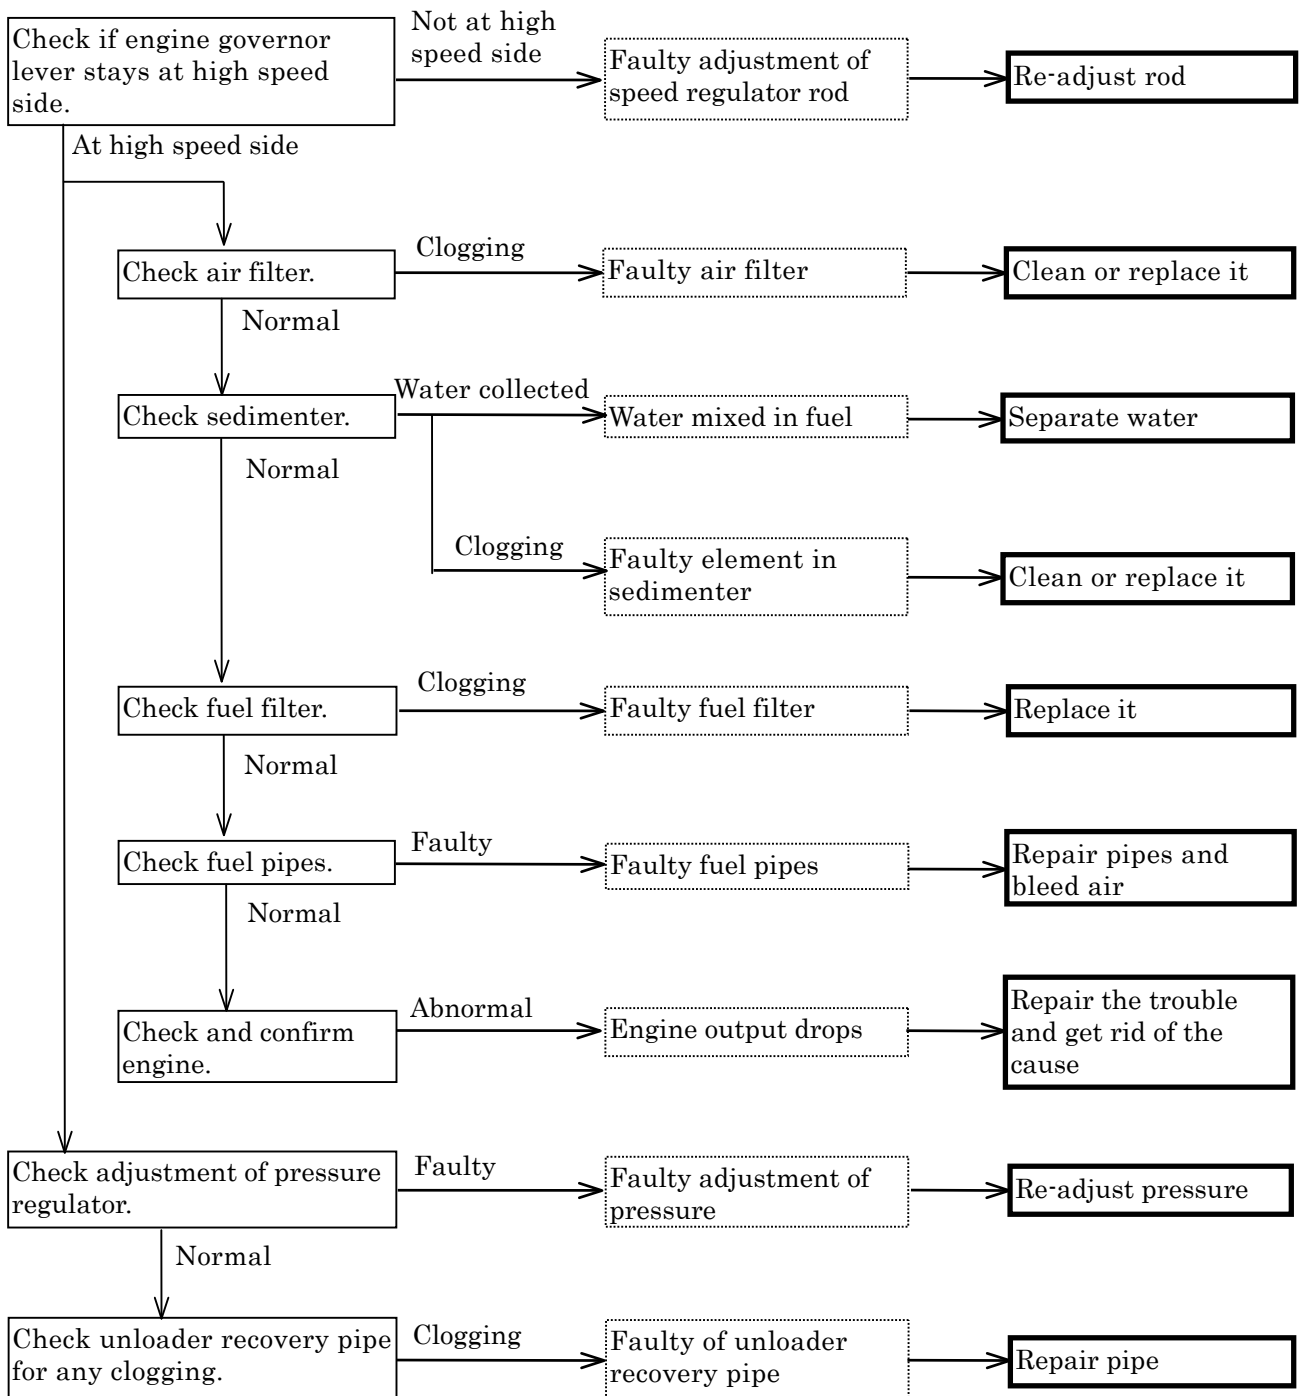 Check if engine governor
lever stays at high speed
side.
Not at high
speed side
Faulty adjustment of
speed regulator rod
Re-adjust rod
At high speed side
Check air filter.
Clogging
Faulty air filter
Clean or replace it
Normal
Check sedimenter.
Water collected
Water mixed in fuel
Separate water
Normal
Clogging
Faulty element in
sedimenter
Clean or replace it
Check fuel filter.
Clogging
Faulty fuel filter
Replace it
Normal
Check fuel pipes.
Faulty
Faulty fuel pipes
Repair pipes and
bleed air
Normal
Check and confirm
engine.
Abnormal
Engine output drops
Repair the trouble
and get rid of the
cause
Check adjustment of pressure
regulator.
Faulty
Faulty adjustment of
pressure
Re-adjust pressure
Normal
Check unloader recovery pipe
for any clogging.
Clogging
Faulty of unloader
recovery pipe
Repair pipe